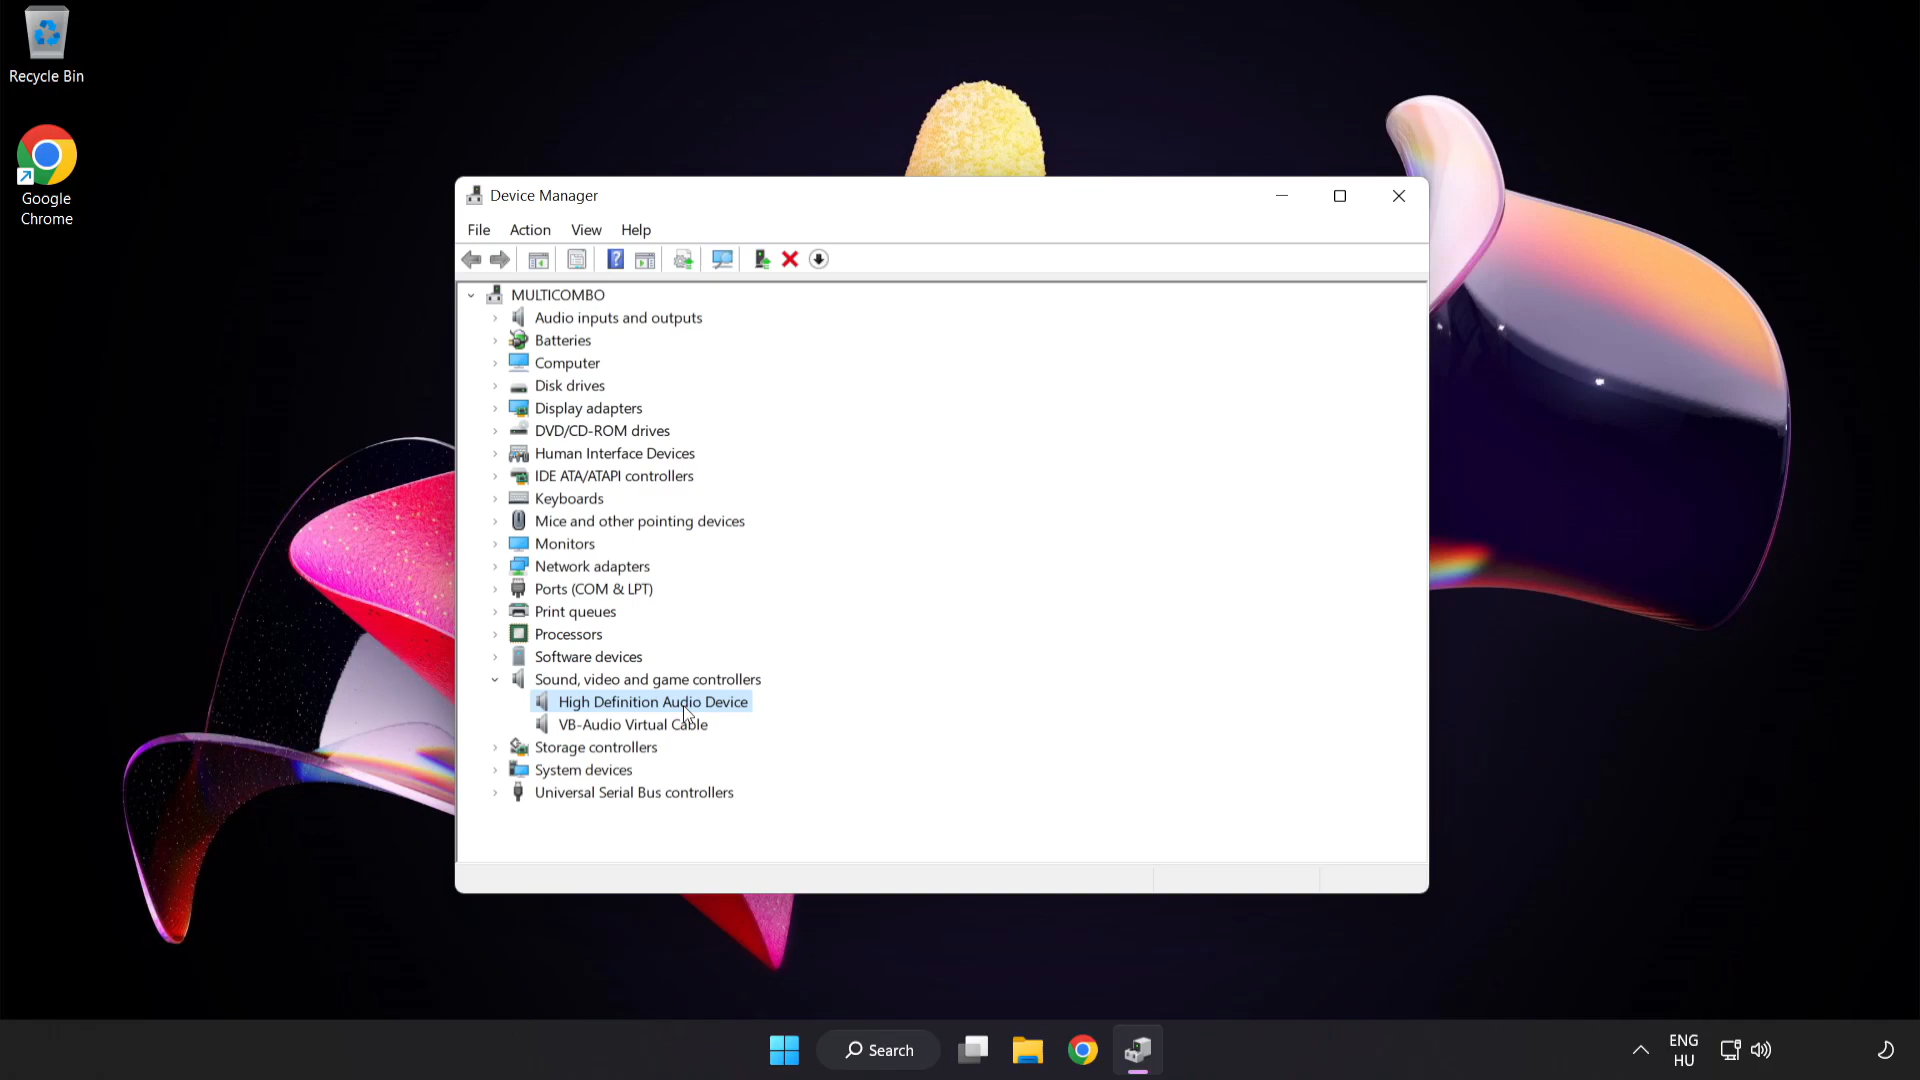 Recycle Bin
Google
Chrome
Device Manager
File Action View Help
MULTICOMBO
Audio inputs and outputs
Batteries
Computer
Disk drives
Display adapters
DVD/CD-ROM drives
Human Interface Devices
IDE ATA/ATAPI controllers
Keyboards
Mice and other pointing devices
Monitors
Network adapters
Ports (COM & LPT)
Print queues
Processors
Software devices
Sound, video and game controllers
High Definition Audio Device
VB-Audio Virtual Cable
Storage controllers
System devices
Universal Serial Bus controllers
Search
ENG
HU